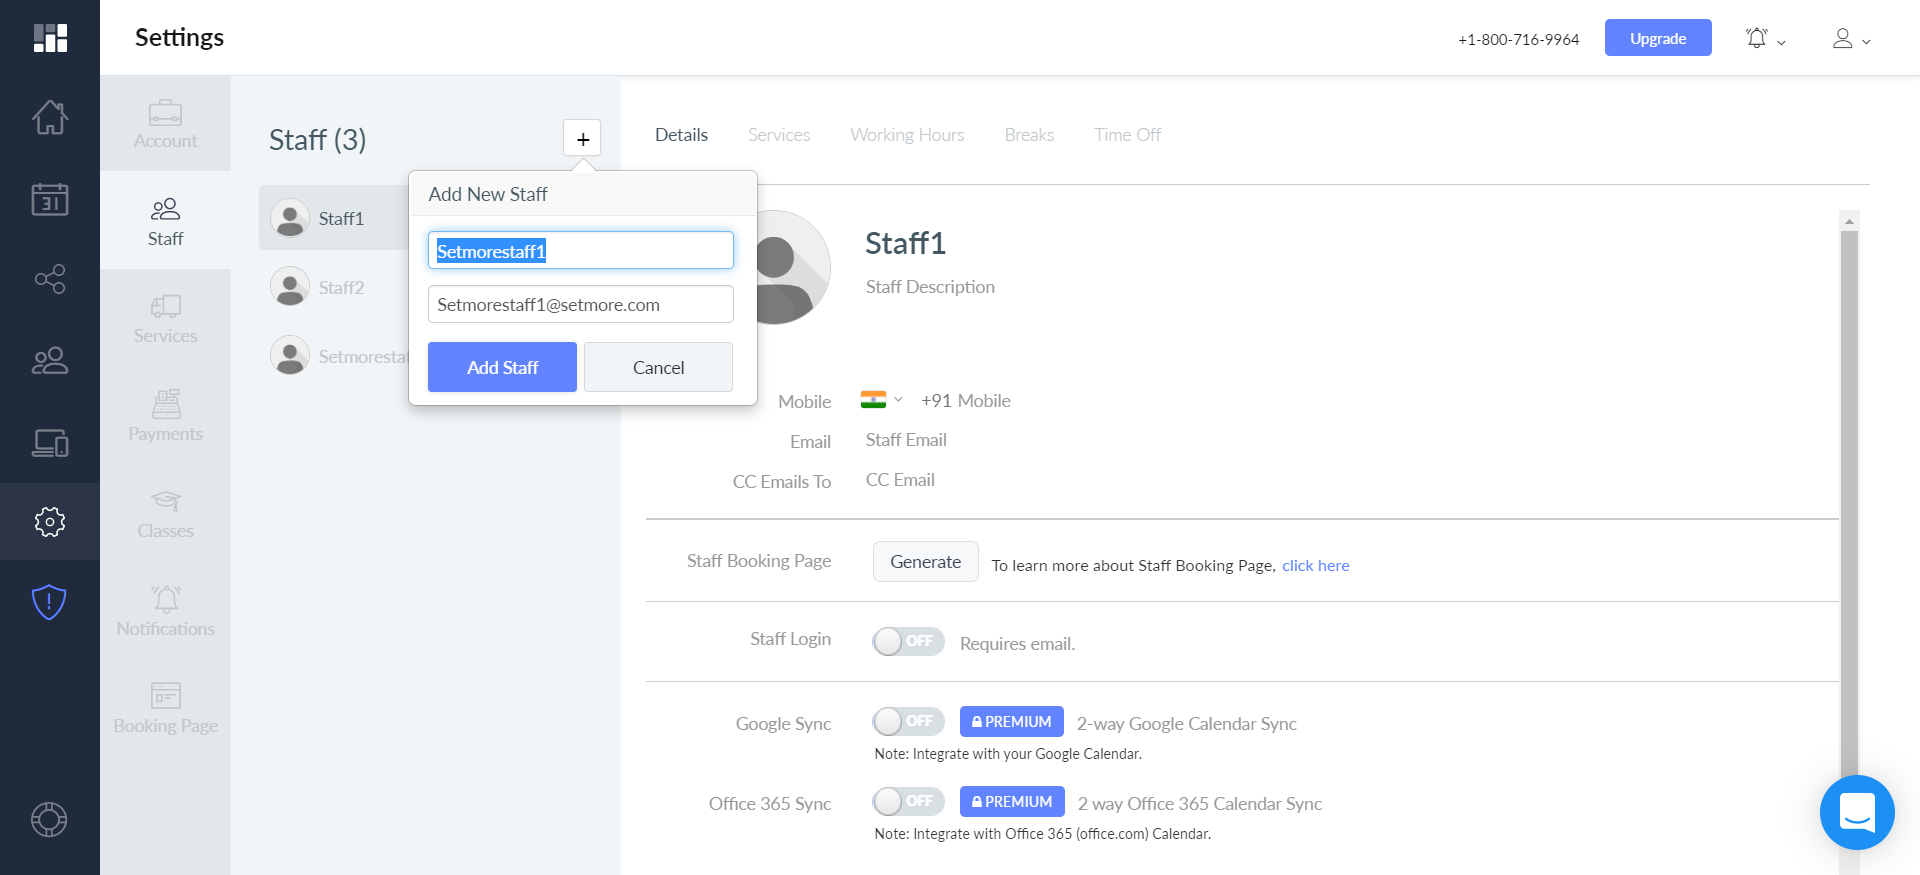 Settings
+1-800-716-9964
Upgrade
31
Account
Staff
Services
Payments
Classes
Notifications
Booking Page
Staff (3)
+
Staff1
Staff2
Add New Staff
Setmorestaff1
Setmorestaff1@setmore.com
Add Staff
Cancel
Details
Services
Working Hours
Breaks
Time Off
Staff1
Staff Description
Mobile
+91 Mobile
Email
Staff Email
CC Emails To
CC Email
Staff Booking Page
Generate
To learn more about Staff Booking Page, click here
Staff Login
OFF
Requires email.
Google Sync
OFF
PREMIUM
2-way Google Calendar Sync
Note: Integrate with your Google Calendar.
Office 365 Sync
OFF
PREMIUM
2 way Office 365 Calendar Sync
Note: Integrate with Office 365 (office.com) Calendar.